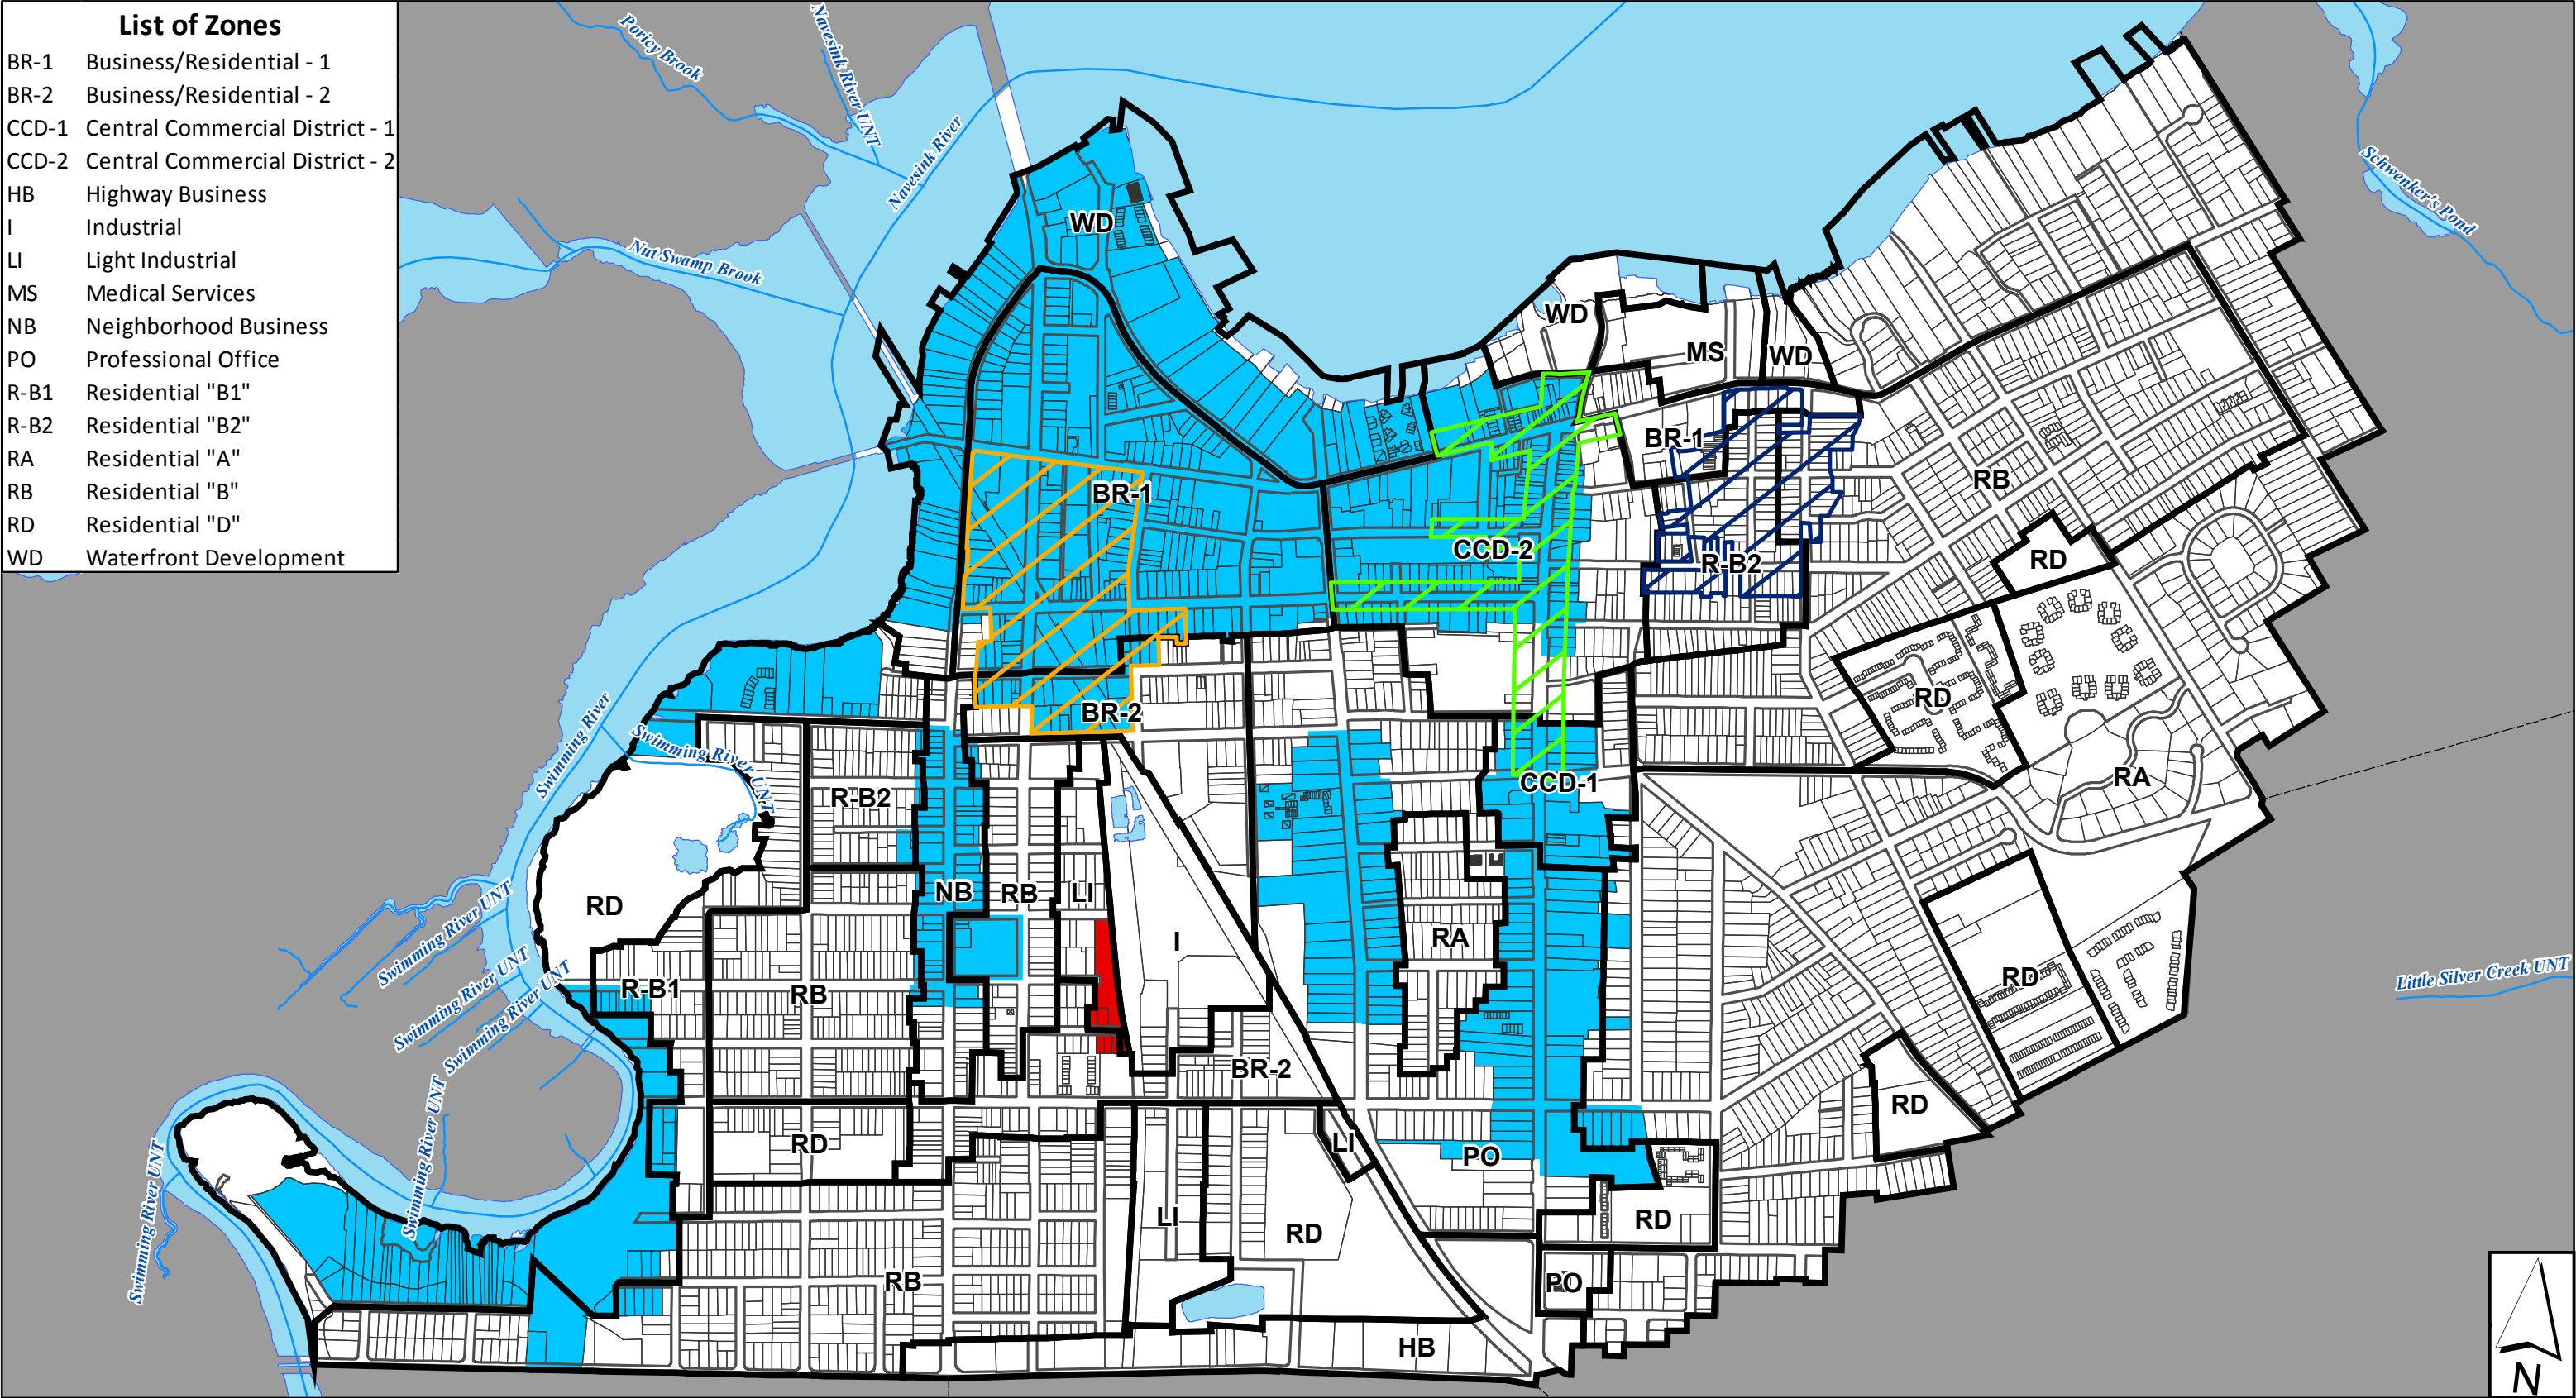 List of Zones
BR-1 Business/Residential - 1
BR-2 Business/Residential - 2
CCD-1 Central Commercial District - 1
CCD-2 Central Commercial District - 2
HB Highway Business
I Industrial
LI Light Industrial
MS Medical Services
NB Neighborhood Business
PO Professional Office
R-B1 Residential "B1"
R-B2 Residential "B2"
RA Residential "A"
RB Residential "B"
RD Residential "D"
WD Waterfront Development
Poricy Brook
Navesink River UNT
Navesink River
Nut Swamp Brook
Schwenker's Pond
WD
WD
MS
WD
BR-1
BR-1
RB
CCD-2
R-B2
RD
RD
BR-2
Swimming River
Swimming River UNT
CCD-1
RA
R-B2
NB
RB
LI
RD
Swimming River UNT
I
RA
Swimming River UNT
Swimming River UNT
R-B1
RB
RD
Little Silver Creek UNT
BR-2
Swimming River UNT
RD
RD
LI
PO
Swimming River UNT
LI
RD
RD
RB
PO
HB
N